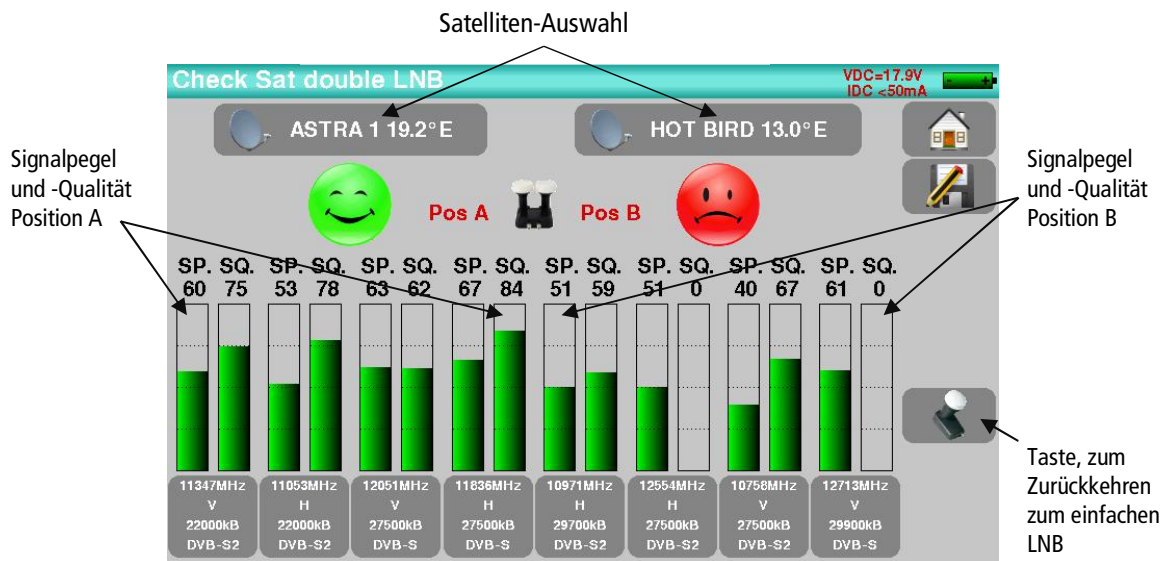 Satelliten-Auswahl
Check Sat double LNB
VDC=17.9V
IDC <50mA
- +
ASTRA 1 19.2°E
HOT BIRD 13.0°E
Signalpegel
und -Qualität
Position A
Pos A
Pos B
Signalpegel
und -Qualität
Position B
SP. SQ. SP. SQ. SP. SQ. SP. SQ. SP. SQ. SP. SQ. SP. SQ. SP. SQ.
60 75 53 78 63 62 67 84 51 59 51 0 40 67 61 0
11347MHz 11053MHz 12051MHz 11836MHz 10971MHz 12554MHz 10758MHz 12713MHz
V H V H H H V V
22000kB 22000kB 27500kB 27500kB 29700kB 27500kB 27500kB 29900kB
DVB-S2 DVB-S2 DVB-S DVB-S DVB-S2 DVB-S2 DVB-S2 DVB-S
Taste, zum
Zurückkehren
zum einfachen
LNB